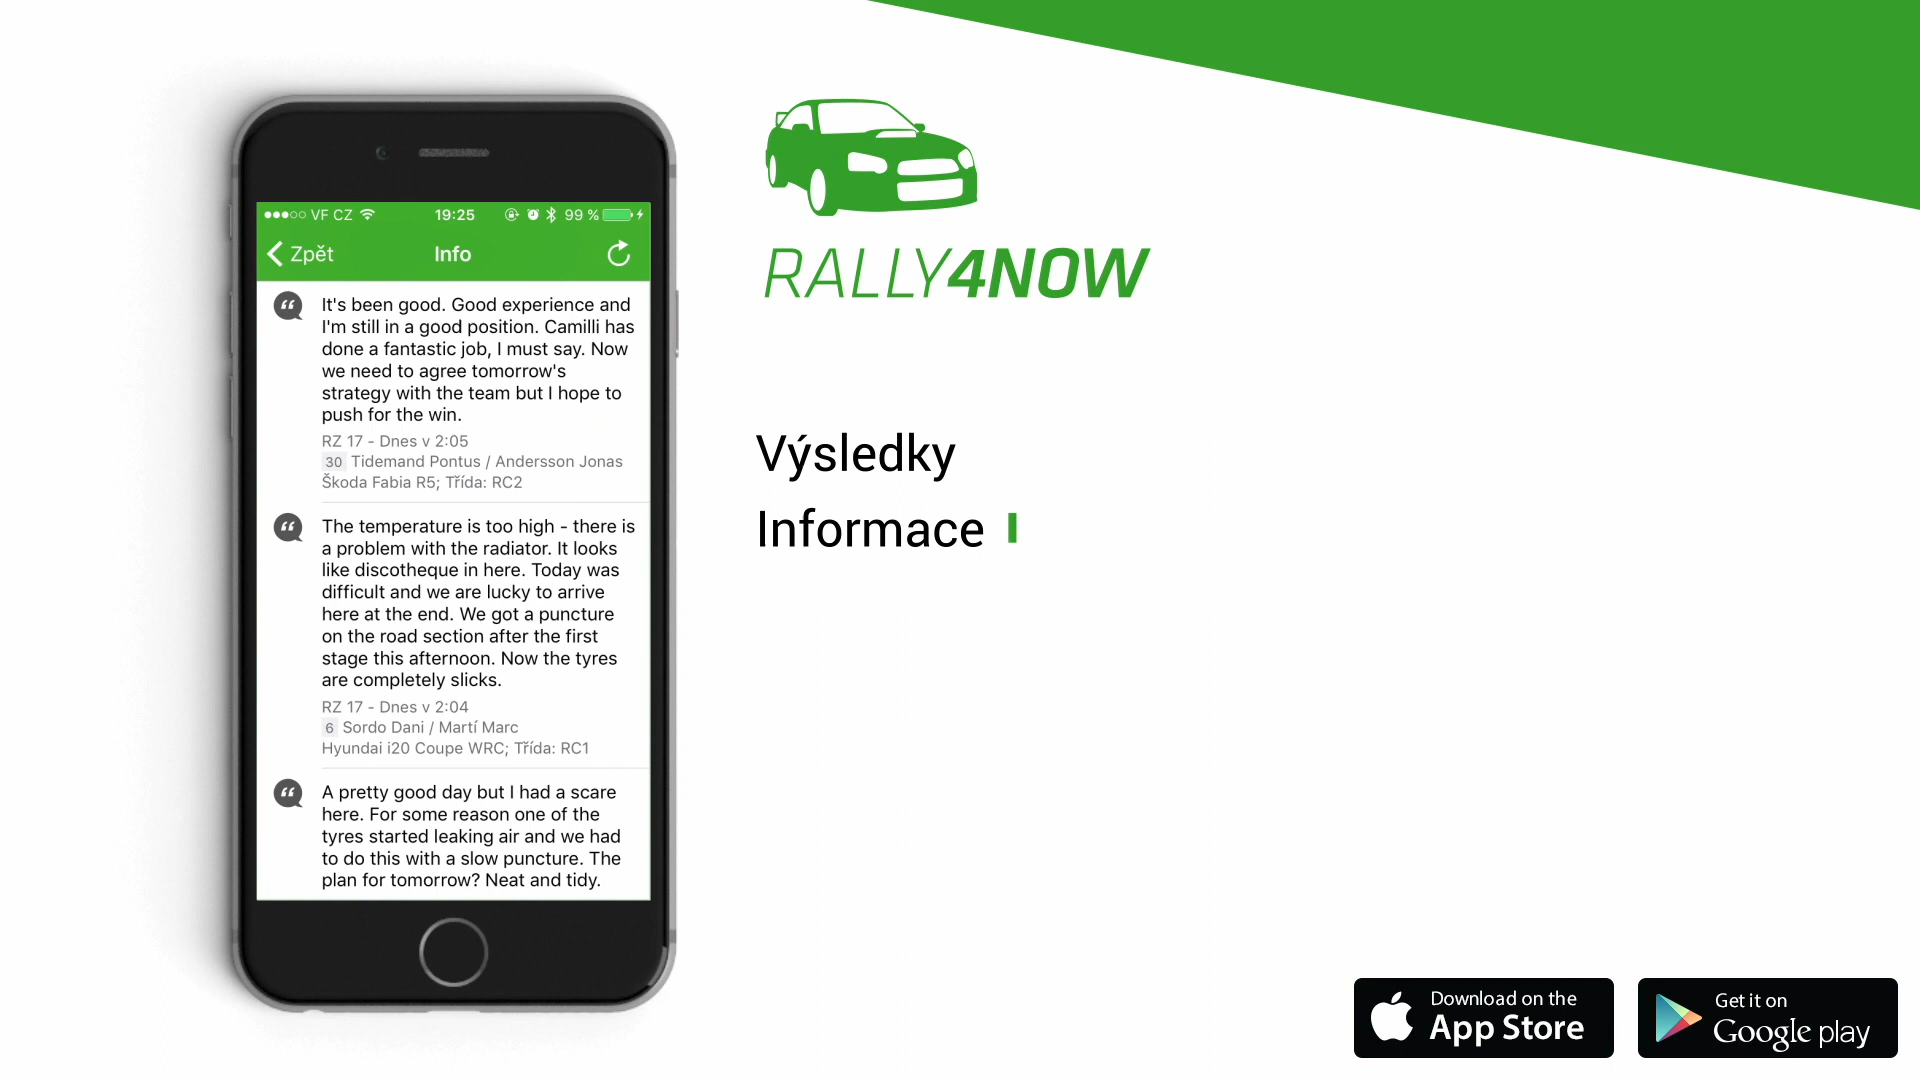 VF CZ 19:25 99 %
Zpět Info
It's been good. Good experience and
I'm still in a good position. Camilli has
done a fantastic job, I must say. Now
we need to agree tomorrow's
strategy with the team but I hope to
push for the win.
RZ 17 - Dnes v 2:05
30 Tidemand Pontus / Andersson Jonas
Škoda Fabia R5; Třída: RC2
The temperature is too high - there is
a problem with the radiator. It looks
like discotheque in here. Today was
difficult and we are lucky to arrive
here at the end. We got a puncture
on the road section after the first
stage this afternoon. Now the tyres
are completely slicks.
RZ 17 - Dnes v 2:04
6 Sordo Dani / Martí Marc
Hyundai i20 Coupe WRC; Třída: RC1
A pretty good day but I had a scare
here. For some reason one of the
tyres started leaking air and we had
to do this with a slow puncture. The
plan for tomorrow? Neat and tidy.
RALLY4NOW
Výsledky
Informace
Download on the
App Store
Get it on
Google play